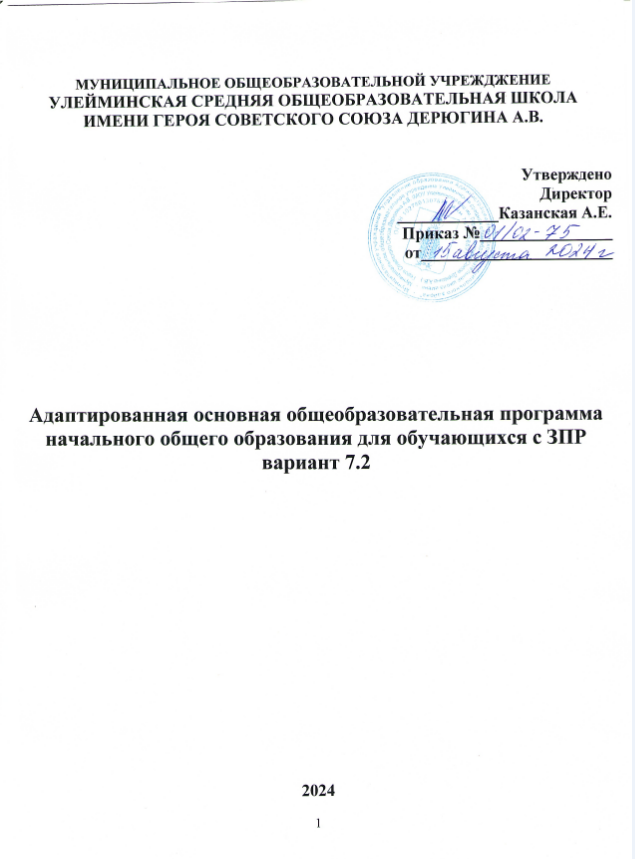 МУНИЦИПАЛЬНОЕ ОБЩЕОБРАЗОВАТЕЛЬНОЙ УЧРЕЖДЖЕНИЕ
УЛЕЙМИНСКАЯ СРЕДНЯЯ ОБЩЕОБРАЗОВАТЕЛЬНАЯ ШКОЛА
ИМЕНИ ГЕРОЯ СОВЕТСКОГО СОЮЗА ДЕРЮГИНА А.В.
Утверждено
Директор
Казанская А.Е.
Приказ № 01/02-75
от 15 августа 2024 г
Адаптированная основная общеобразовательная программа
начального общего образования для обучающихся с ЗПР
вариант 7.2
2024
1